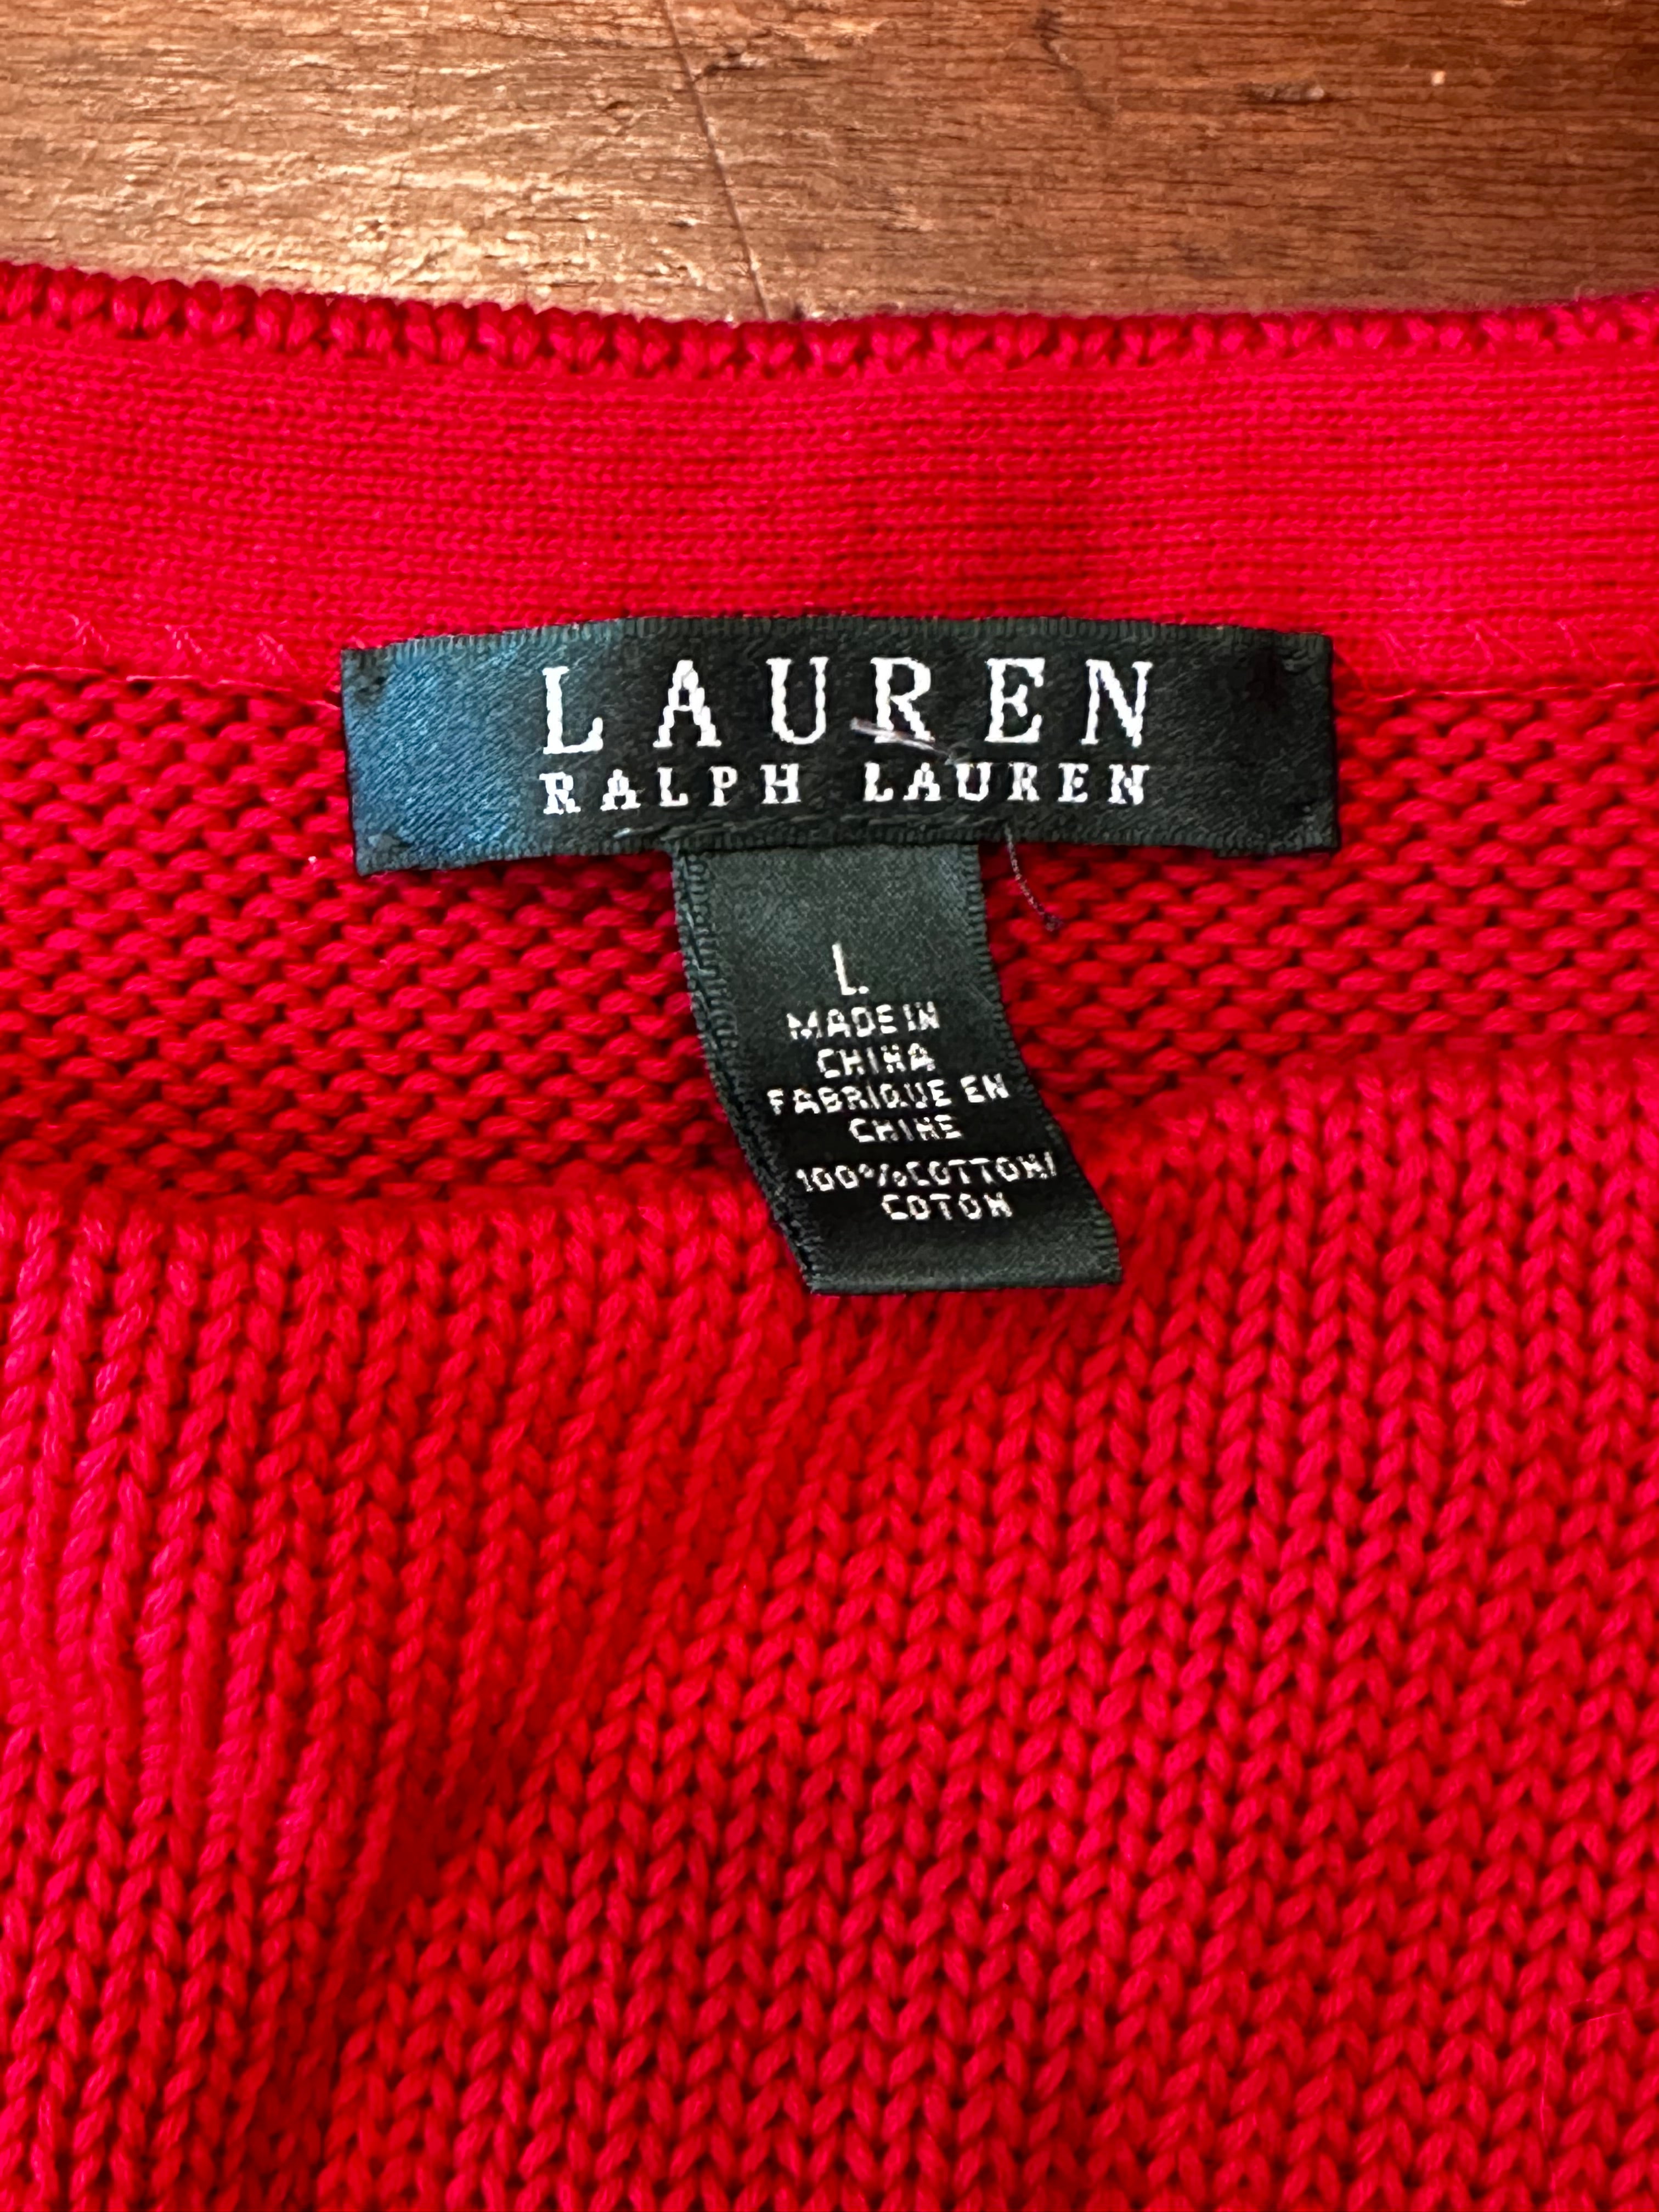 LAUREN
RALPH LAUREN
L
MADE IN
CHINA
FABRIQUE EN
CHINE
100%COTTON/
COTON